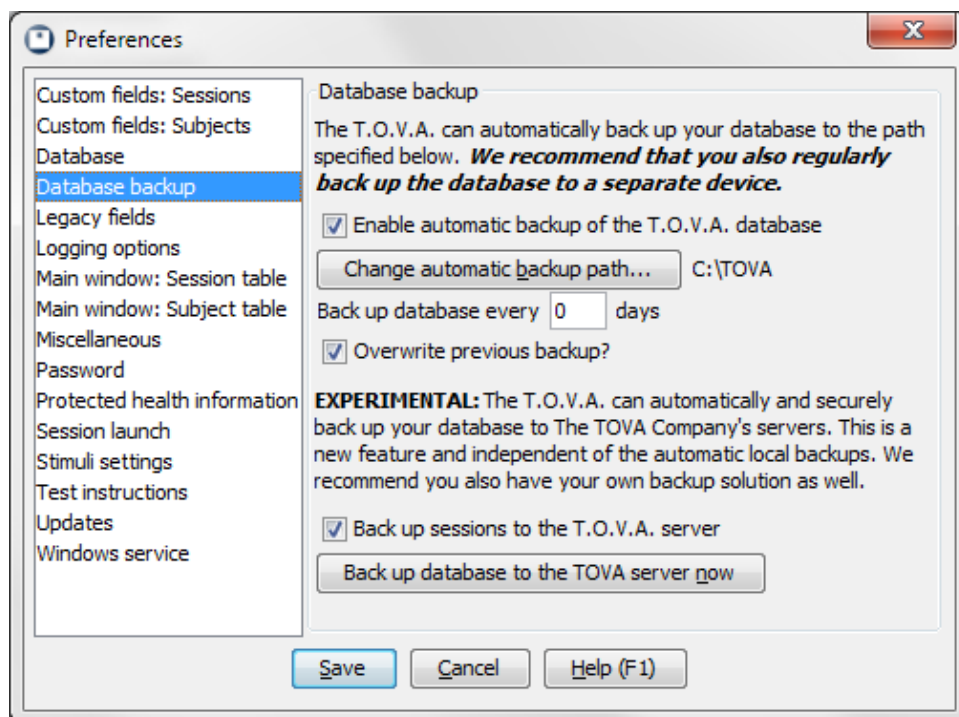 Preferences
Custom fields: Sessions
Custom fields: Subjects
Database
Database backup
Legacy fields
Logging options
Main window: Session table
Main window: Subject table
Miscellaneous
Password
Protected health information
Session launch
Stimuli settings
Test instructions
Updates
Windows service
Database backup
The T.O.V.A. can automatically back up your database to the path
specified below. We recommend that you also regularly
back up the database to a separate device.
Enable automatic backup of the T.O.V.A. database
Change automatic backup path... C:\TOVA
Back up database every 0 days
Overwrite previous backup?
EXPERIMENTAL: The T.O.V.A. can automatically and securely
back up your database to The TOVA Company's servers. This is a
new feature and independent of the automatic local backups. We
recommend you also have your own backup solution as well.
Back up sessions to the T.O.V.A. server
Back up database to the TOVA server now
Save Cancel Help (F1)